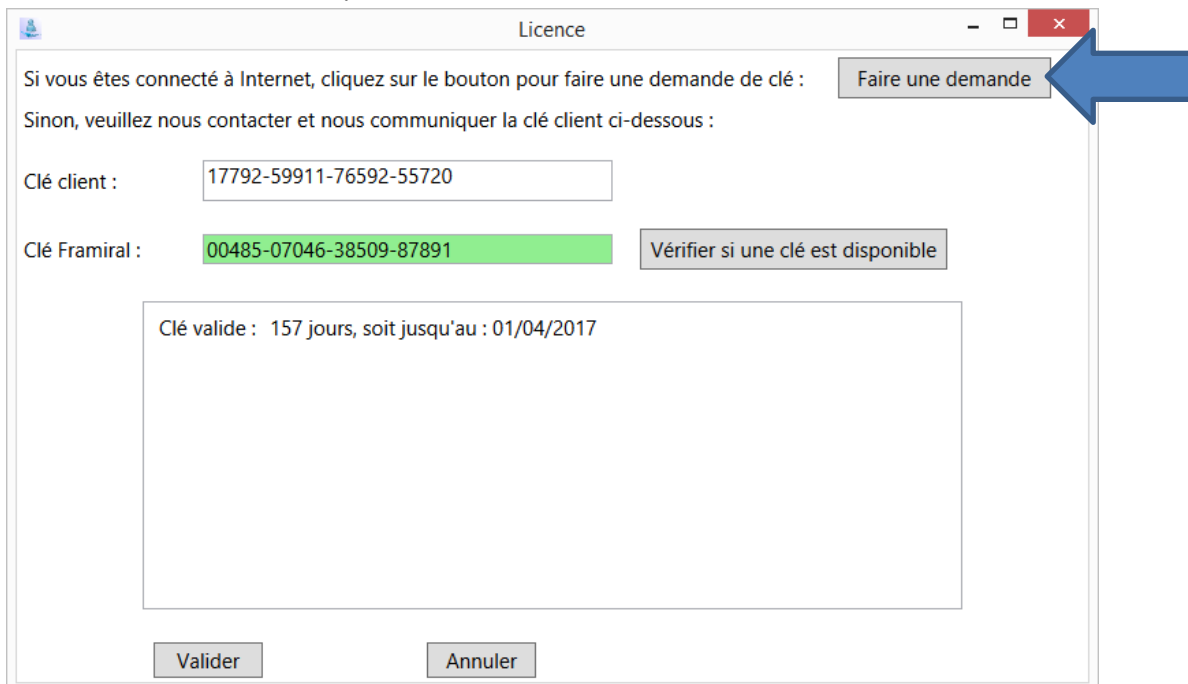 Licence
Si vous êtes connecté à Internet, cliquez sur le bouton pour faire une demande de clé : Faire une demande
Sinon, veuillez nous contacter et nous communiquer la clé client ci-dessous :
Clé client : 17792-59911-76592-55720
Clé Framiral : 00485-07046-38509-87891 Vérifier si une clé est disponible
Clé valide : 157 jours, soit jusqu'au : 01/04/2017
Valider Annuler